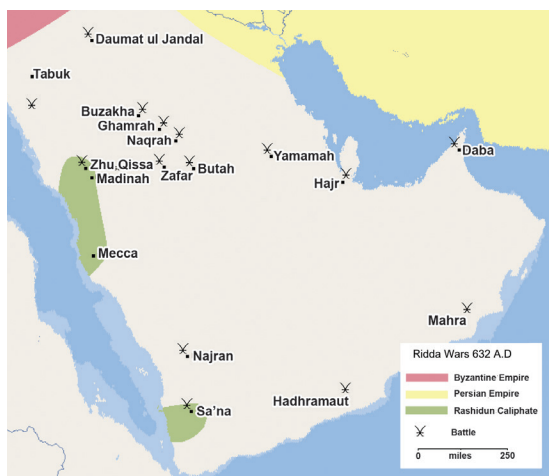 Daumat ul Jandal
Tabuk
Buzakha
Ghamrah
Naqrah
Zhu Qissa
Madinah
Zafar
Butah
Yamamah
Hajr
Daba
Mecca
Mahra
Najran
Hadhramaut
Sa'na
Ridda Wars 632 A.D
Byzantine Empire
Persian Empire
Rashidun Caliphate
Battle
0 miles 250